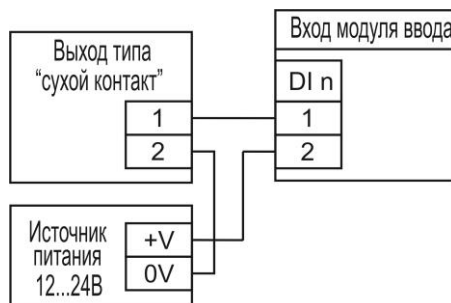 Выход типа
“сухой контакт”
1
2
Вход модуля ввода
DI n
1
2
Источник
питания
12...24В
+V
0V